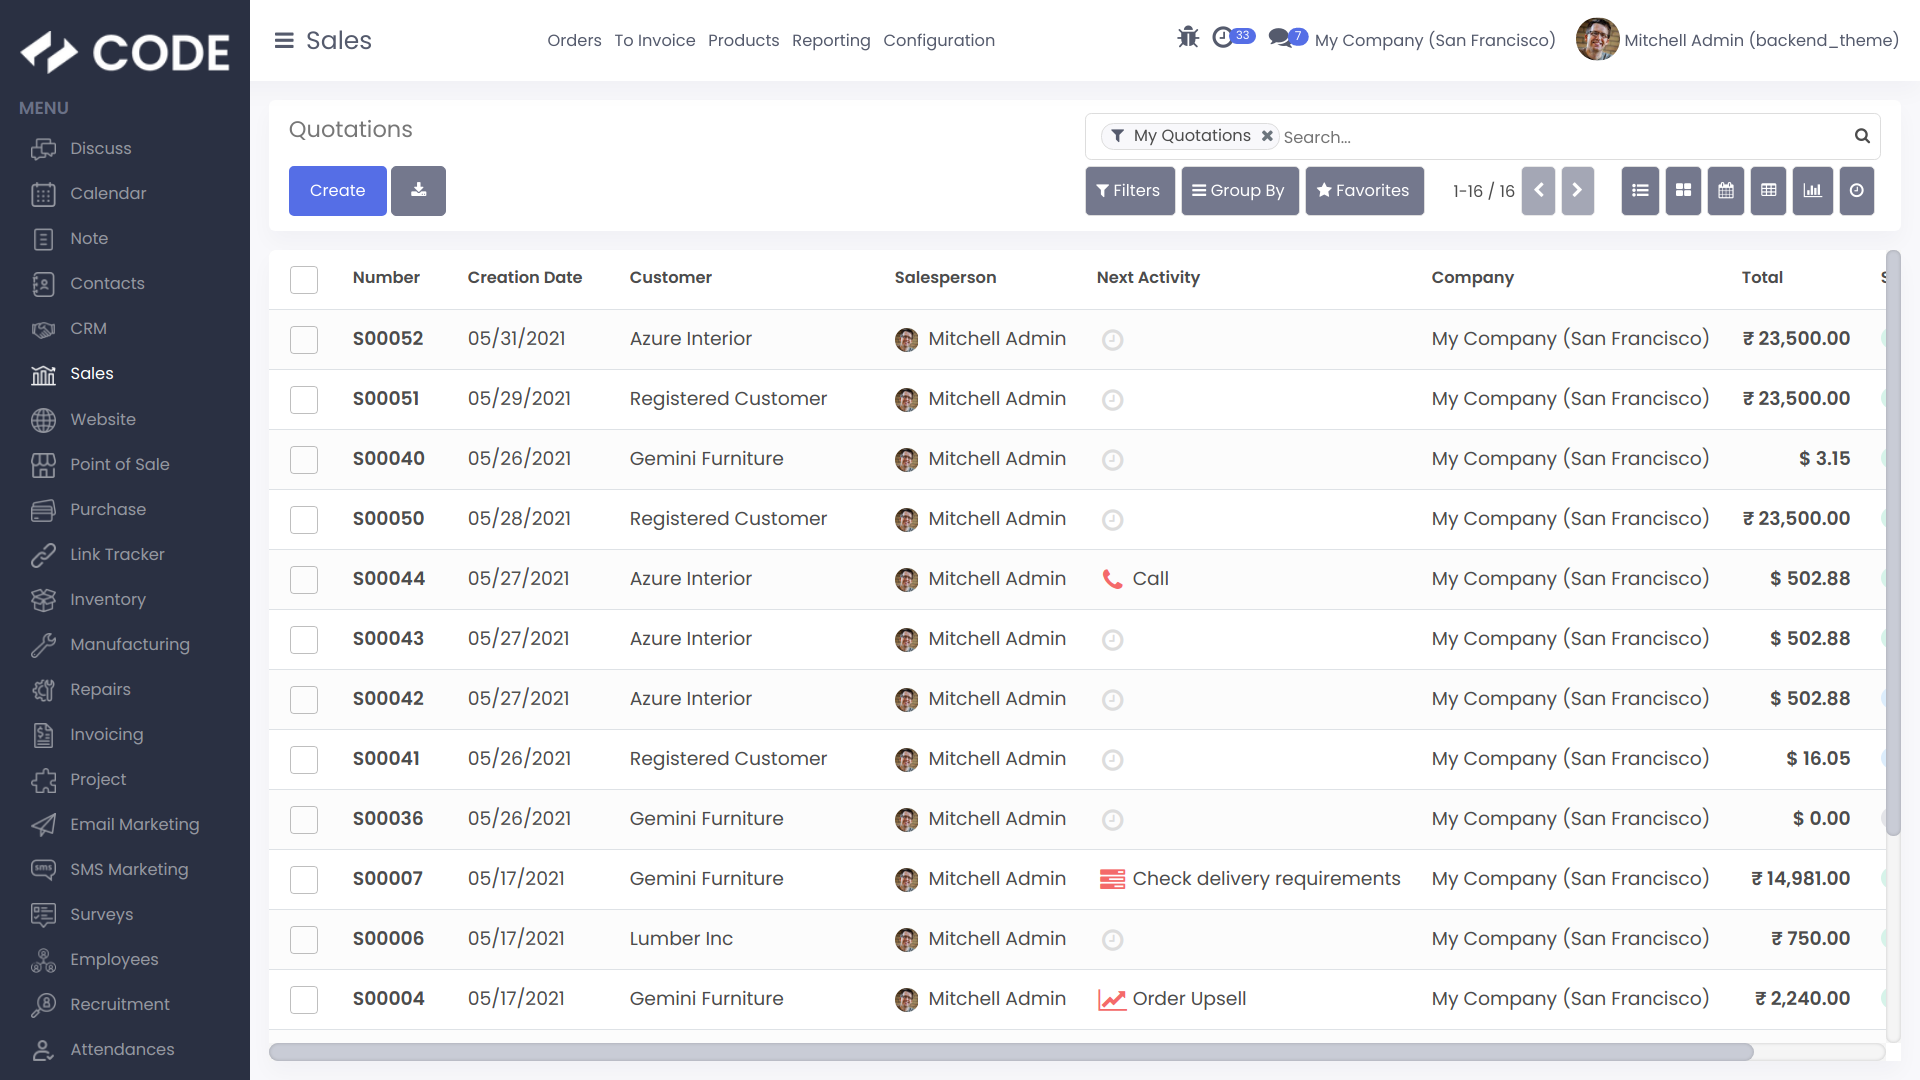 CODE
MENU
Discuss
Calendar
Note
Contacts
CRM
Sales
Website
Point of Sale
Purchase
Link Tracker
Inventory
Manufacturing
Repairs
Invoicing
Project
Email Marketing
SMS Marketing
Surveys
Employees
Recruitment
Attendances
Sales Orders To Invoice Products Reporting Configuration 33 7 My Company (San Francisco) Mitchell Admin (backend_theme)
Quotations
My Quotations Search...
Create Filters Group By Favorites 1-16 / 16
Number Creation Date Customer Salesperson Next Activity Company Total
S00052 05/31/2021 Azure Interior Mitchell Admin My Company (San Francisco) ₹ 23,500.00
S00051 05/29/2021 Registered Customer Mitchell Admin My Company (San Francisco) ₹ 23,500.00
S00040 05/26/2021 Gemini Furniture Mitchell Admin My Company (San Francisco) $ 3.15
S00050 05/28/2021 Registered Customer Mitchell Admin My Company (San Francisco) ₹ 23,500.00
S00044 05/27/2021 Azure Interior Mitchell Admin Call My Company (San Francisco) $ 502.88
S00043 05/27/2021 Azure Interior Mitchell Admin My Company (San Francisco) $ 502.88
S00042 05/27/2021 Azure Interior Mitchell Admin My Company (San Francisco) $ 502.88
S00041 05/26/2021 Registered Customer Mitchell Admin My Company (San Francisco) $ 16.05
S00036 05/26/2021 Gemini Furniture Mitchell Admin My Company (San Francisco) $ 0.00
S00007 05/17/2021 Gemini Furniture Mitchell Admin Check delivery requirements My Company (San Francisco) ₹ 14,981.00
S00006 05/17/2021 Lumber Inc Mitchell Admin My Company (San Francisco) ₹ 750.00
S00004 05/17/2021 Gemini Furniture Mitchell Admin Order Upsell My Company (San Francisco) ₹ 2,240.00